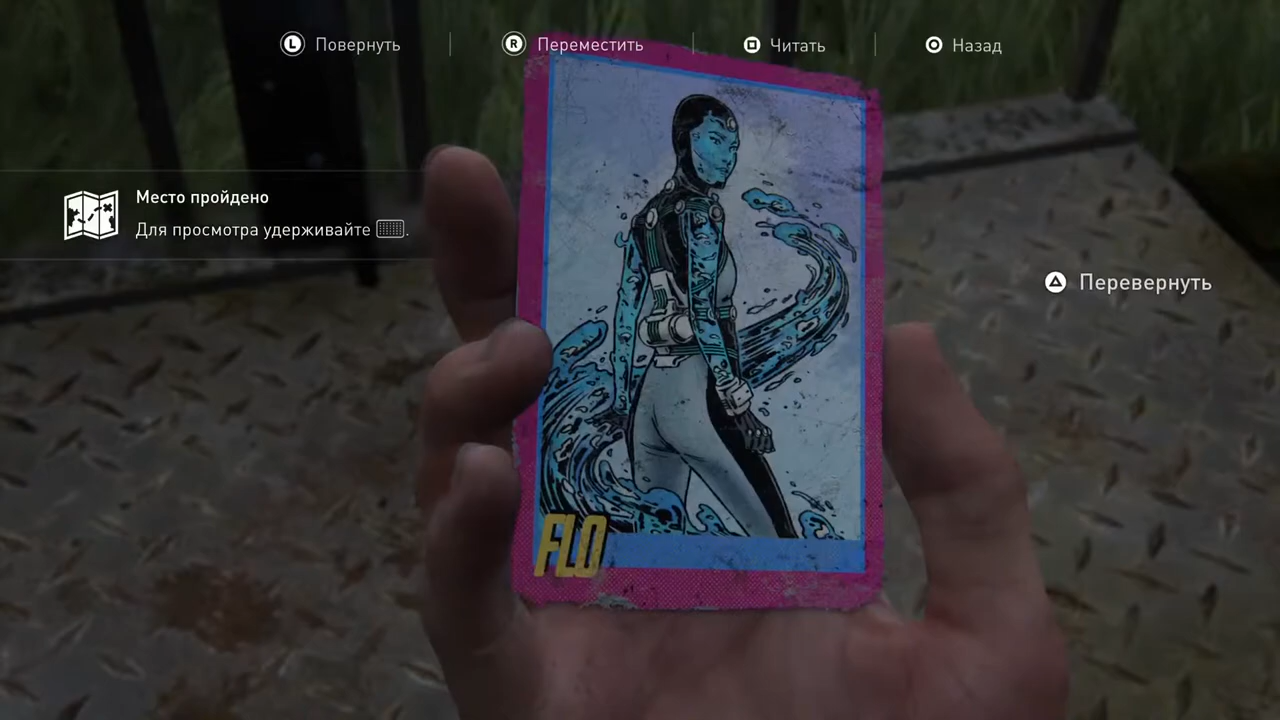 L Повернуть
R Переместить
Читать
Назад
Место пройдено
Для просмотра удерживайте .
Перевернуть
FLO